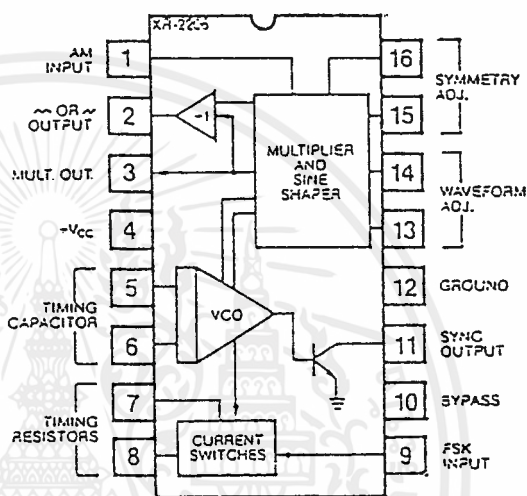 XR-2206
AM
INPUT
1
16
SYMMETRY
ADJ.
~ OR ~
OUTPUT
2
-1
15
MULTIPLIER
AND
SINE
SHAPER
MULT. OUT.
3
14
WAVEFORM
ADJ.
+Vcc
4
13
5
12
GROUND
TIMING
CAPACITOR
VCO
6
11
SYNC
OUTPUT
7
10
BYPASS
TIMING
RESISTORS
8
CURRENT
SWITCHES
9
FSK
INPUT